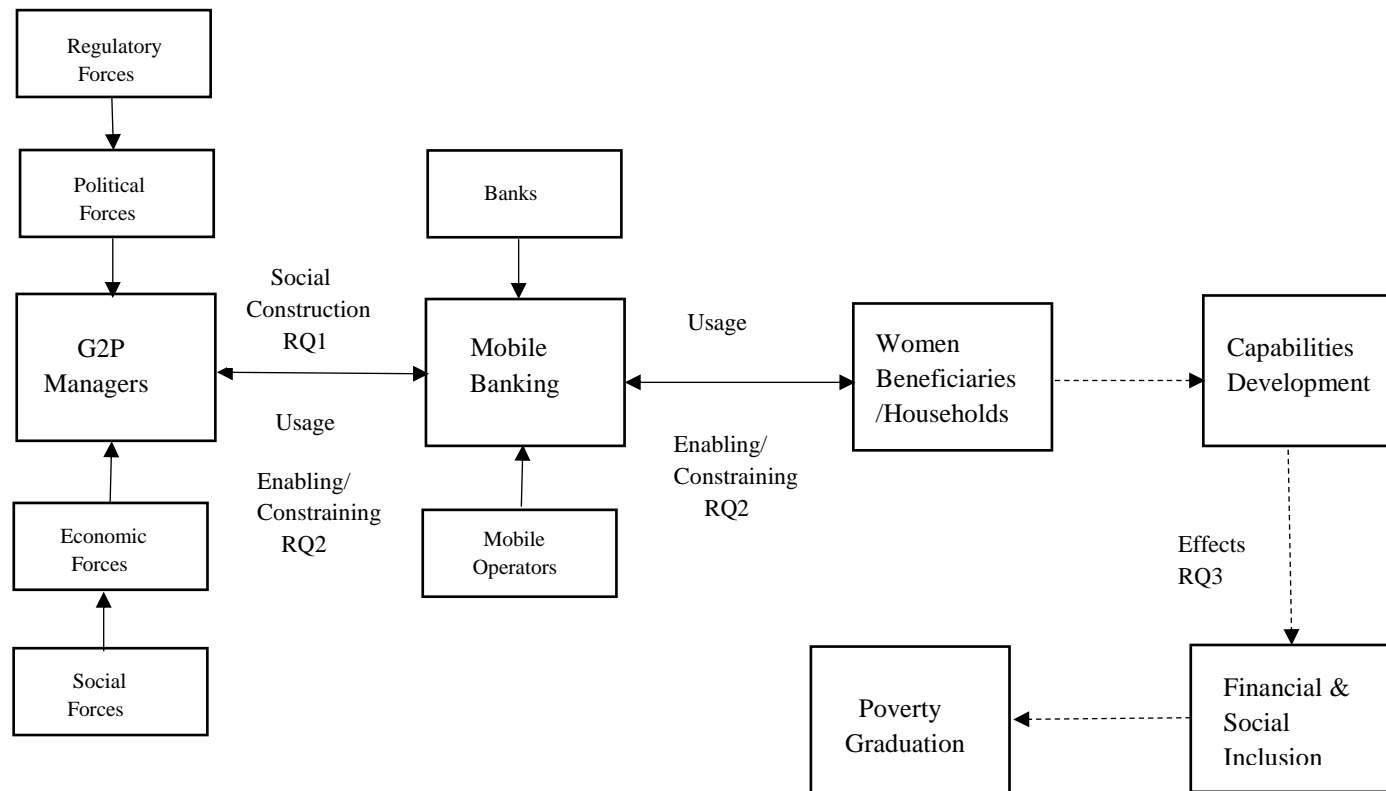 Regulatory
Forces
Political
Forces
Banks
Social
Construction
RQ1
Usage
G2P
Managers
Mobile
Banking
Women
Beneficiaries
/Households
Capabilities
Development
Usage
Enabling/
Constraining
RQ2
Enabling/
Constraining
RQ2
Economic
Forces
Mobile
Operators
Effects
RQ3
Social
Forces
Poverty
Graduation
Financial &
Social
Inclusion